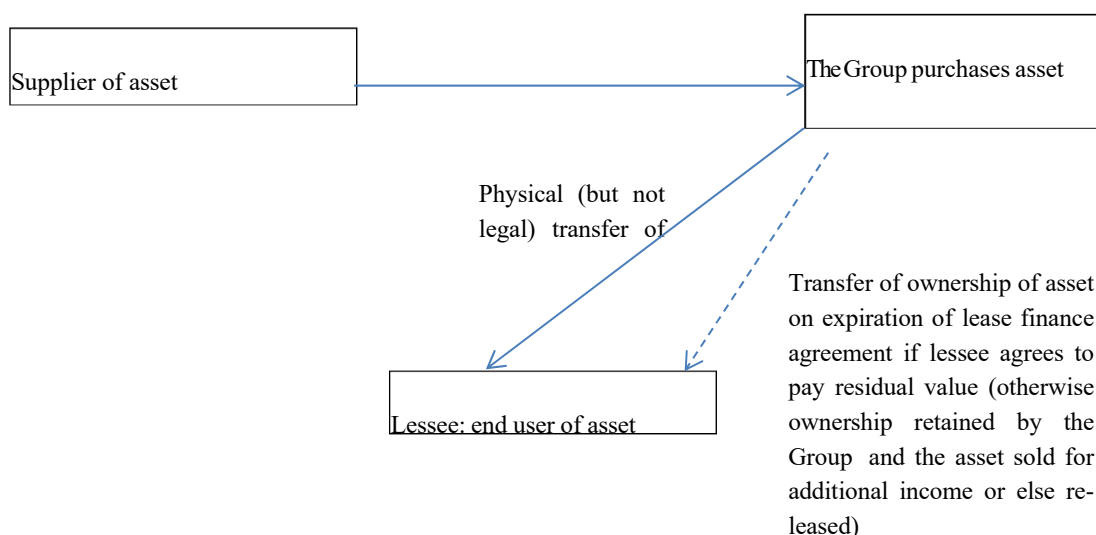 Supplier of asset
The Group purchases asset
Physical (but not
legal) transfer of
Transfer of ownership of asset
on expiration of lease finance
agreement if lessee agrees to
pay residual value (otherwise
ownership retained by the
Group and the asset sold for
additional income or else re-
leased)
Lessee: end user of asset